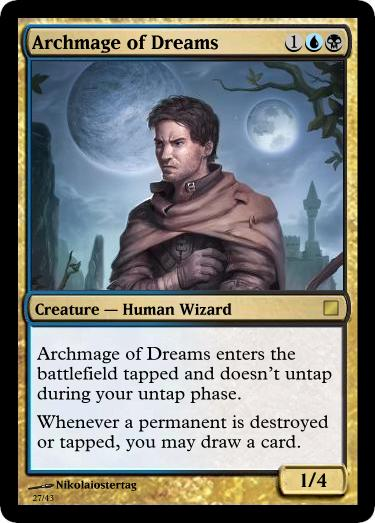 Archmage of Dreams 1
Creature — Human Wizard
Archmage of Dreams enters the
battlefield tapped and doesn't untap
during your untap phase.
Whenever a permanent is destroyed
or tapped, you may draw a card.
Nikolaiostertag
1/4
27/43